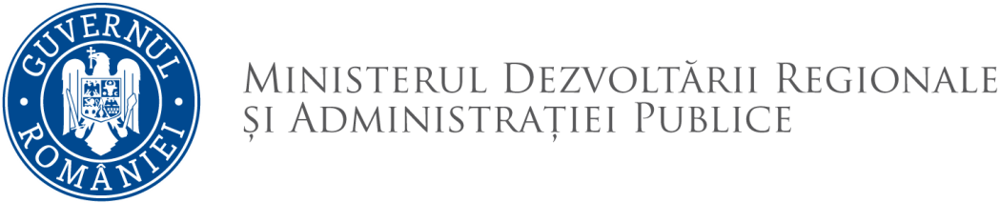 GUVERNUL
ROMÂNIEI
Ministerul Dezvoltării Regionale
și Administrației Publice